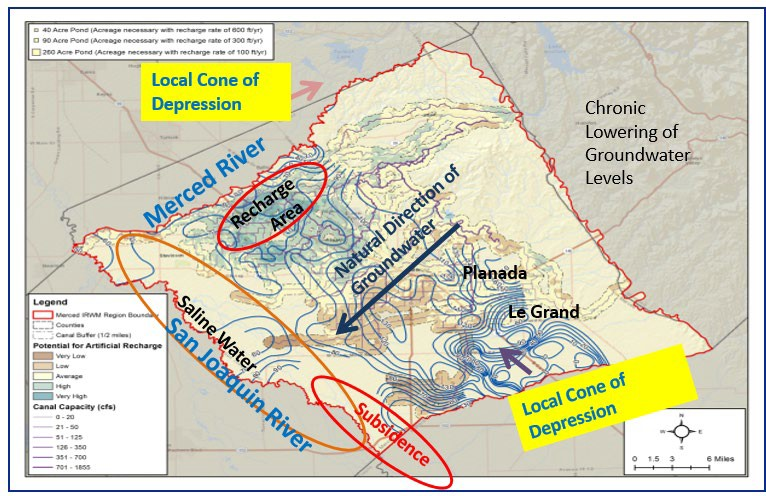 40 Acre Pond (Acreage necessary with recharge rate of 600 ft/yr)
90 Acre Pond (Acreage necessary with recharge rate of 300 ft/yr)
260 Acre Pond (Acreage necessary with recharge rate of 100 ft/yr)
Local Cone of
Depression
Chronic
Lowering of
Groundwater
Levels
Merced River
Recharge
Area
Natural Direction of
Groundwater
Planada
Le Grand
Saline Water
San Joaquin River
Subsidence
Local Cone of
Depression
Legend
Merced IRWM Region Boundary
Counties
Canal Buffer (1/2 miles)
Potential for Artificial Recharge
Very Low
Low
Average
High
Very High
Canal Capacity (cfs)
0 - 20
21 - 50
51 - 125
126 - 350
351 - 700
701 - 1855
N
W
E
S
0 1.5 3 6 Miles